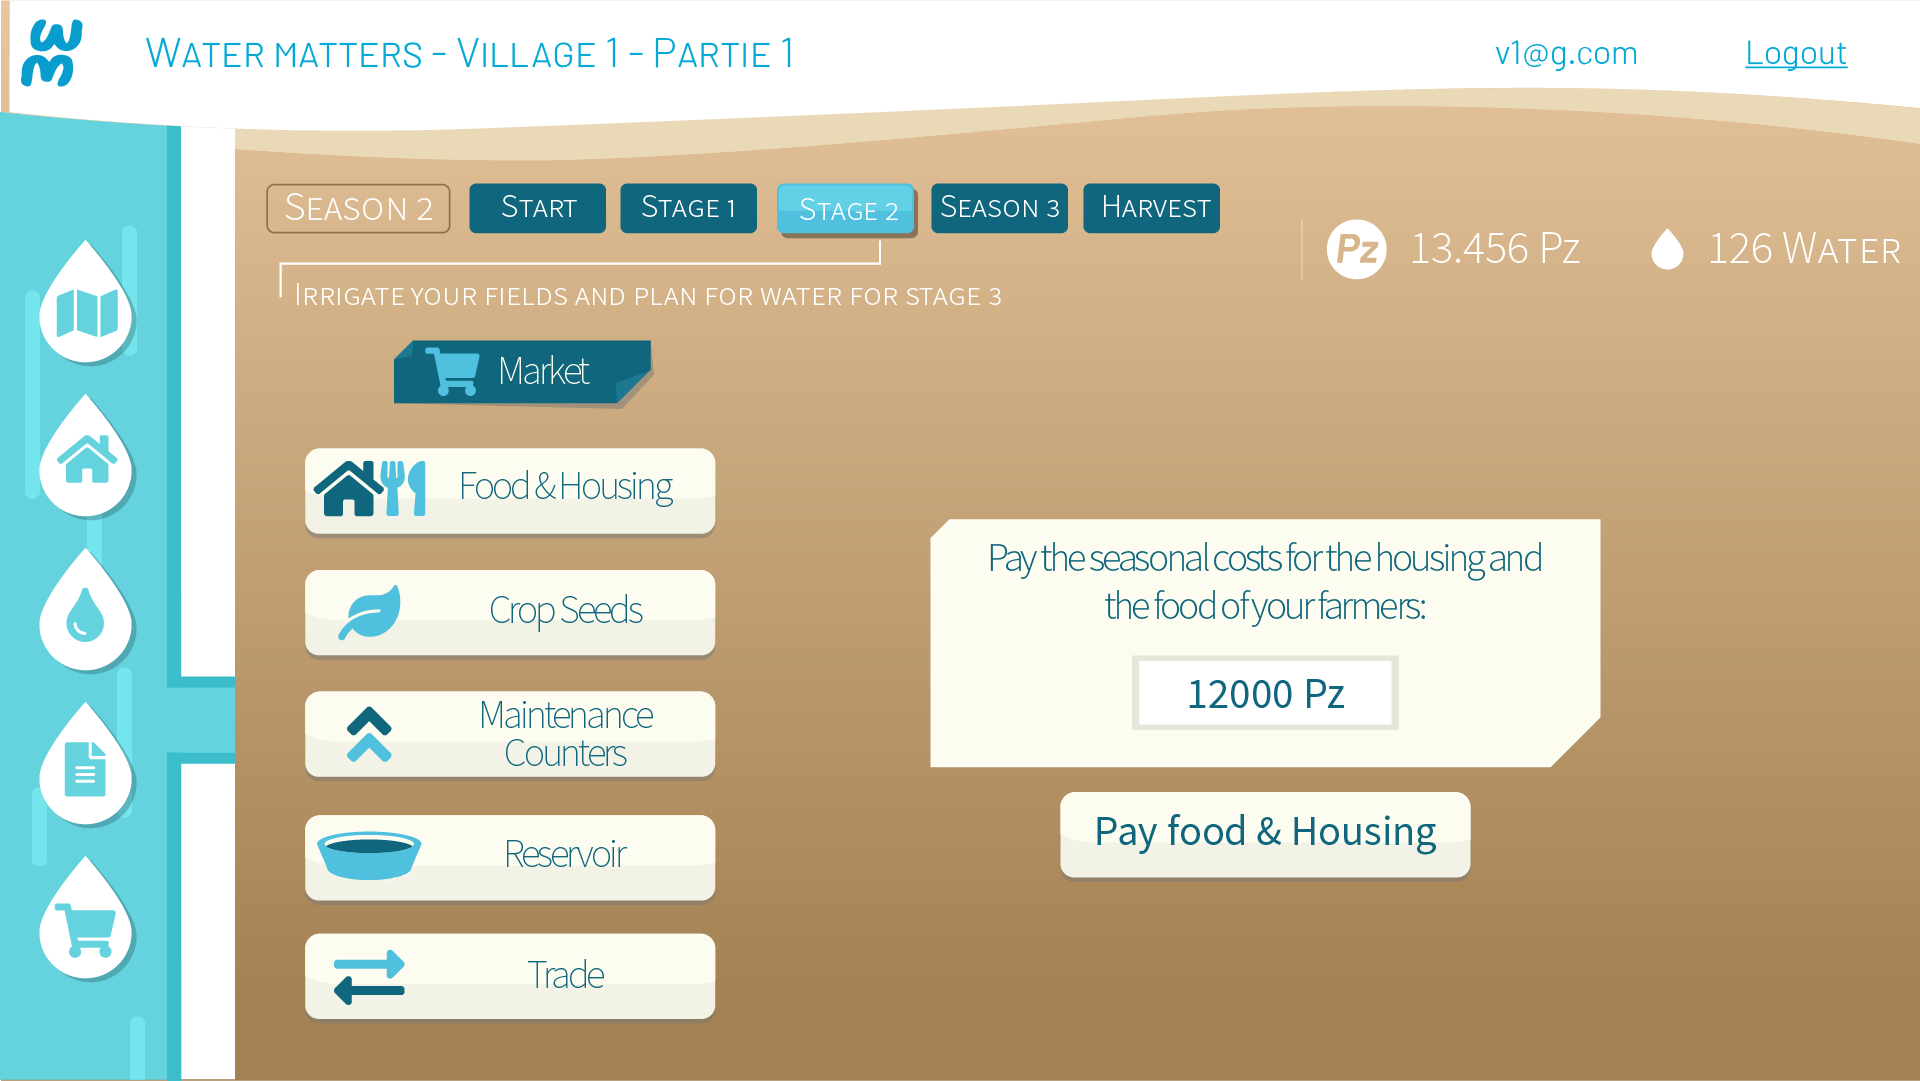 WM
WATER MATTERS - VILLAGE 1 - PARTIE 1
v1@g.com
Logout
SEASON 2
START
STAGE 1
STAGE 2
SEASON 3
HARVEST
Pz
13.456 Pz
126 WATER
IRRIGATE YOUR FIELDS AND PLAN FOR WATER FOR STAGE 3
Market
Food & Housing
Crop Seeds
Maintenance
Counters
Reservoir
Trade
Pay the seasonal costs for the housing and
the food of your farmers:
12000 Pz
Pay food & Housing